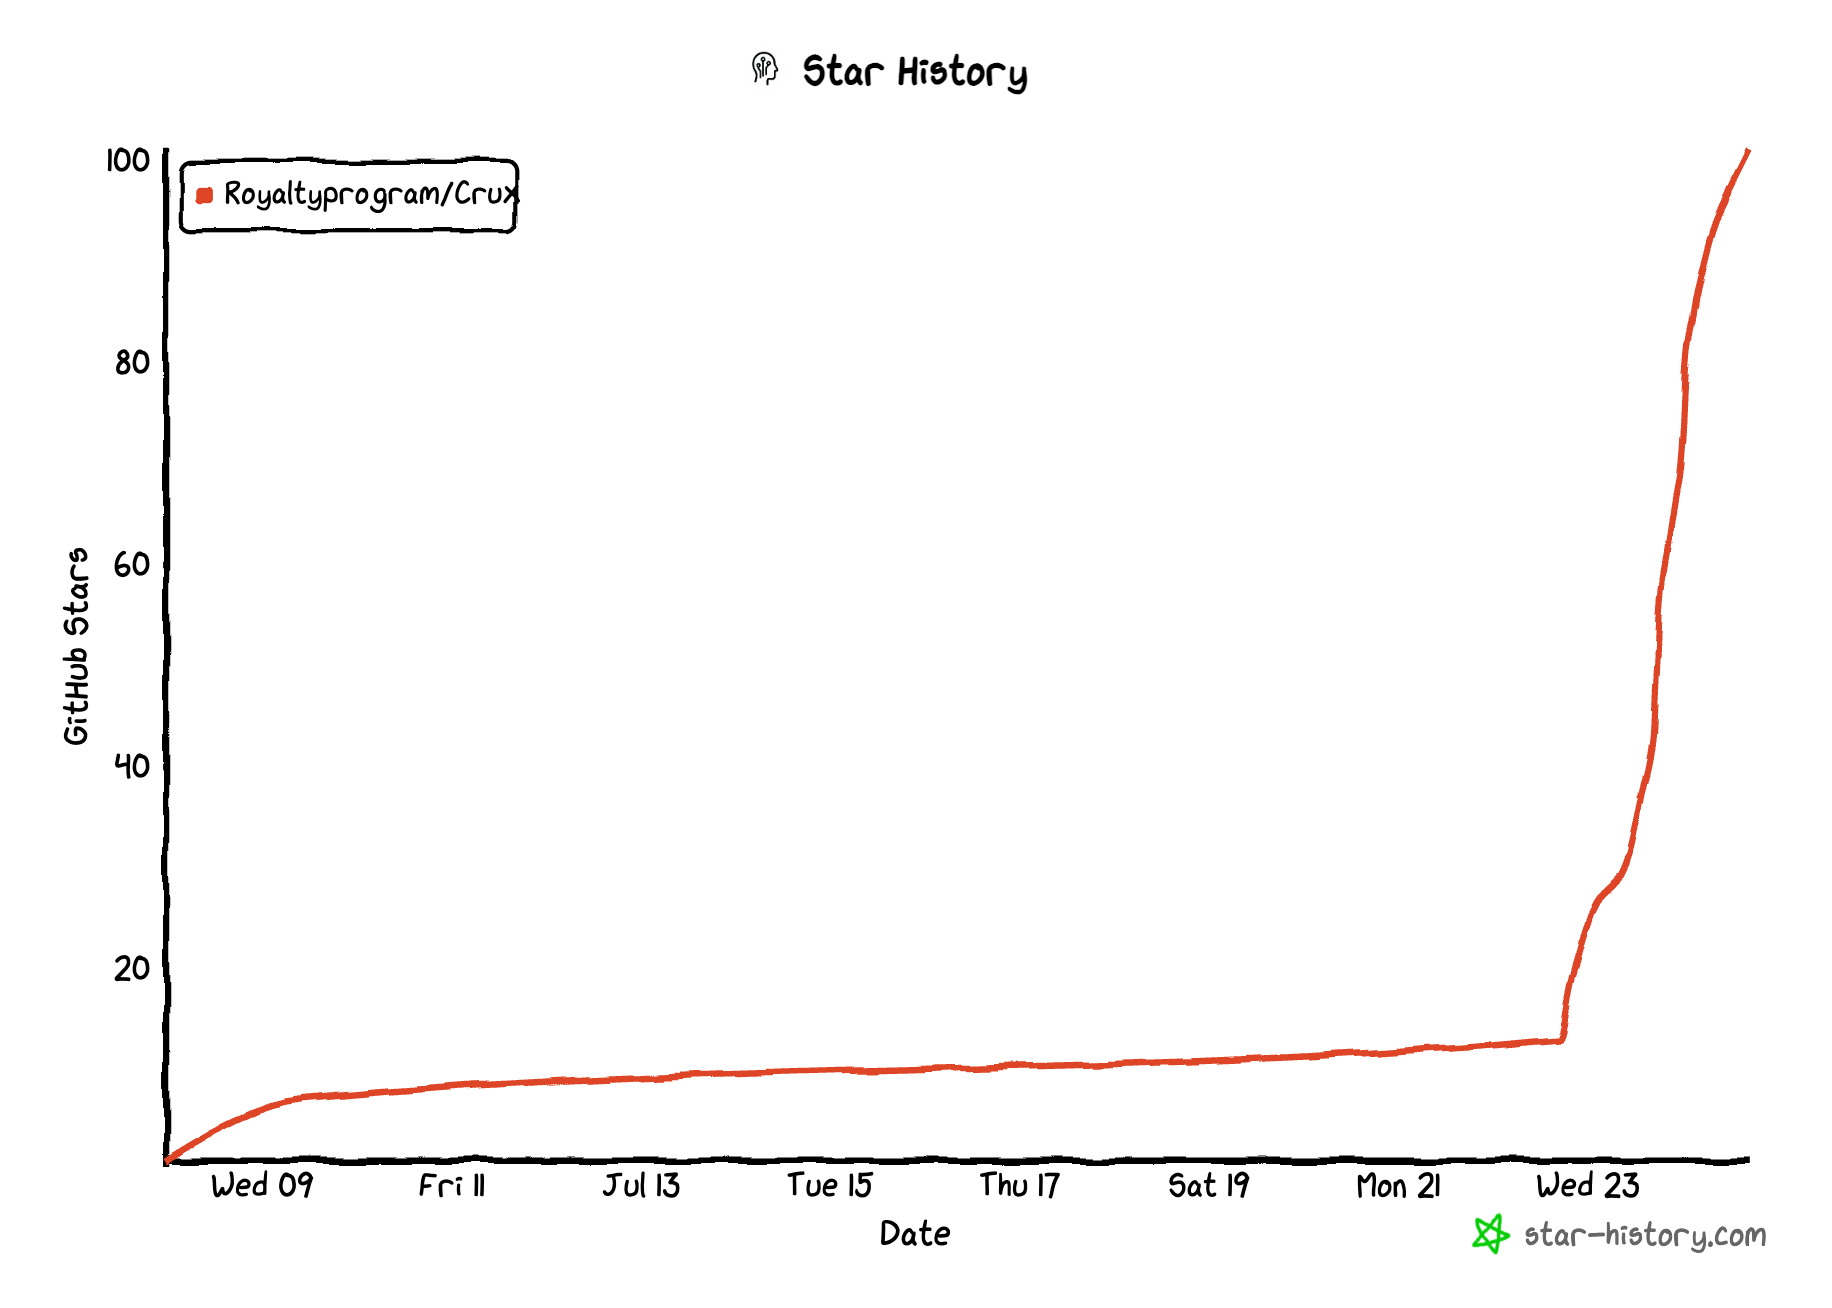 Star History
100
Royaltyprogram/Crux
80
60
40
20
GitHub Stars
Wed 09 Fri 11 Jul 13 Tue 15 Thu 17 Sat 19 Mon 21 Wed 23
Date
star-history.com